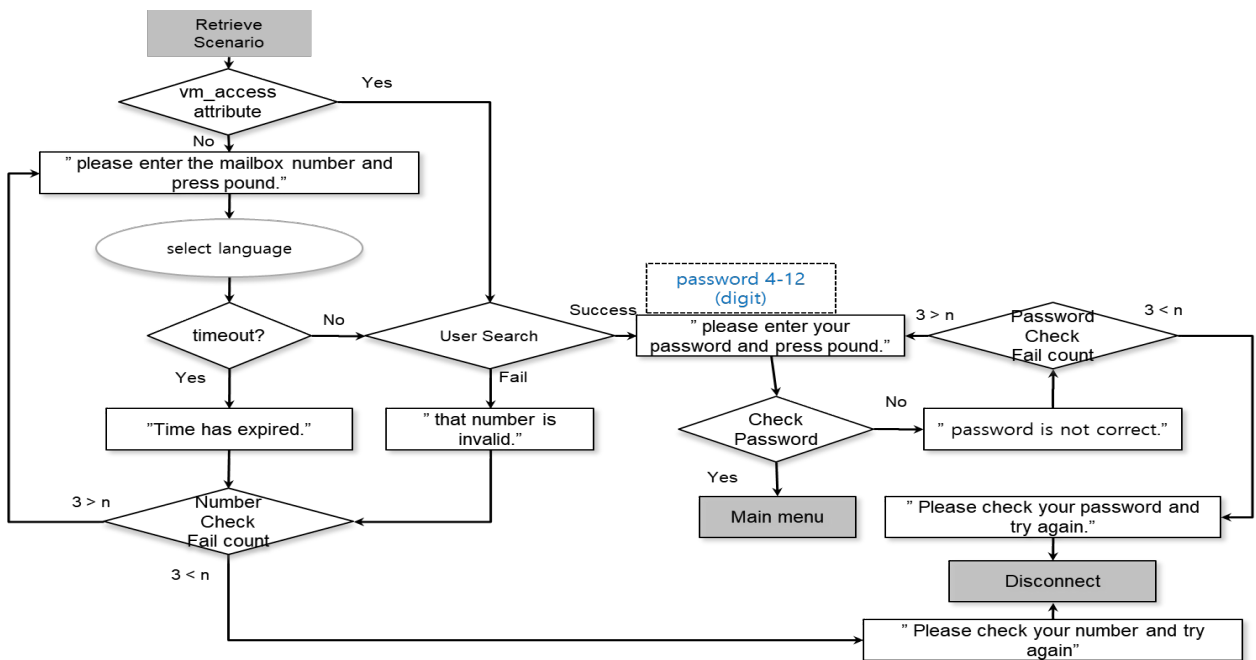 Retrieve
Scenario
vm_access
attribute
Yes
No
” please enter the mailbox number and
press pound.”
select language
timeout?
No
User Search
Success
Yes
Fail
”Time has expired.”
” that number is
invalid.”
3 > n
Number
Check
Fail count
3 < n
password 4-12
(digit)
” please enter your
password and press pound.”
3 > n
Password
Check
Fail count
3 < n
Check
Password
No
” password is not correct.”
Yes
Main menu
” Please check your password and
try again.”
Disconnect
” Please check your number and try
again”